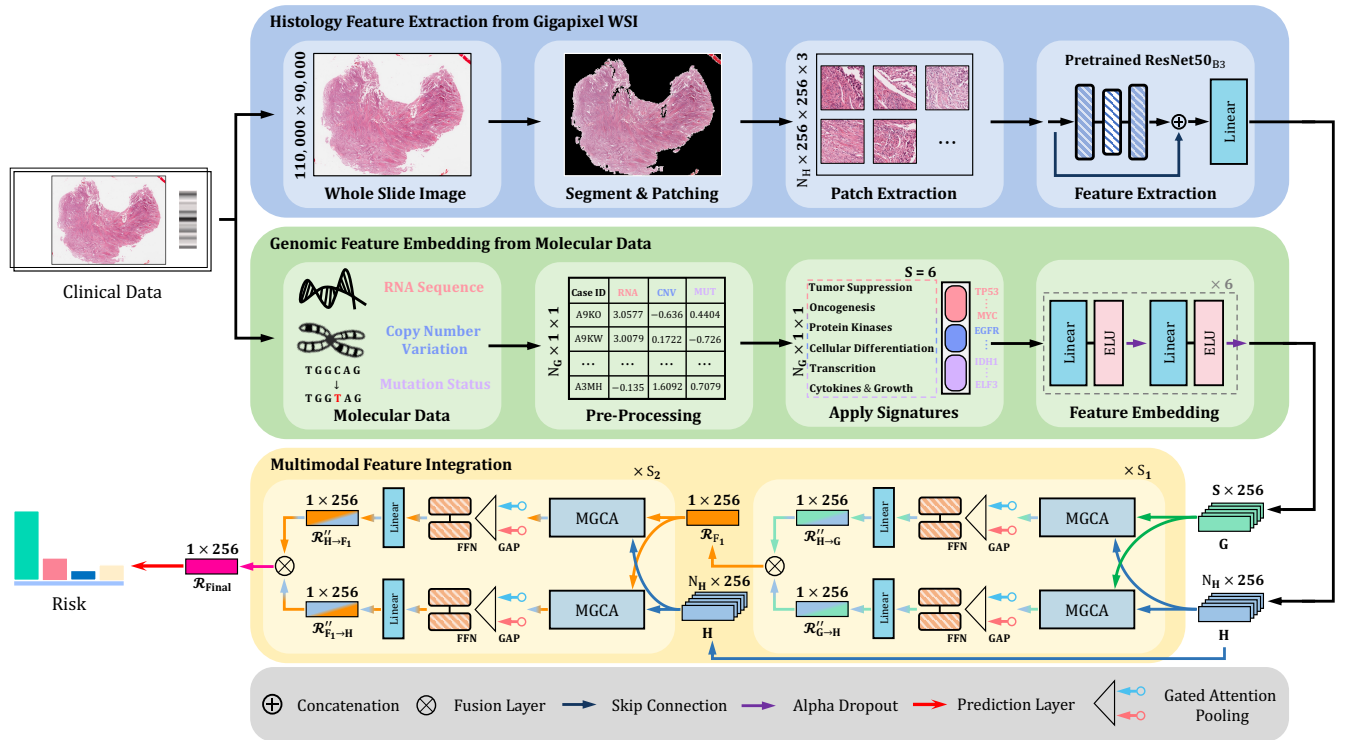 Histology Feature Extraction from Gigapixel WSI
110,000 × 90,000
Whole Slide Image
Segment & Patching
N_H × 256 × 256 × 3
...
Patch Extraction
Pretrained ResNet50_B3
Linear
Feature Extraction
Clinical Data
Genomic Feature Embedding from Molecular Data
RNA Sequence
Copy Number
Variation
T G G C A G
↓
T G G T A G
Mutation Status
Molecular Data
N_G × 1 × 1
Case ID RNA CNV MUT
A9KO 3.0577 −0.636 0.4404
A9KW 3.0079 0.1722 −0.726
... ... ... ...
A3MH −0.135 1.6092 0.7079
Pre-Processing
N_G × 1 × 1
S = 6
Tumor Suppression
Oncogenesis
Protein Kinases
Cellular Differentiation
Transcrition
Cytokines & Growth
TP53
⋮
MYC
EGFR
⋮
IDH1
⋮
ELF3
Apply Signatures
× 6
Linear
ELU
Linear
ELU
Feature Embedding
Multimodal Feature Integration
× S₂
× S₁
1 × 256
ℛ″_H→F₁
Linear
FFN
GAP
MGCA
1 × 256
ℛ_F₁
1 × 256
ℛ″_H→G
Linear
FFN
GAP
MGCA
S × 256
G
1 × 256
ℛ_Final
Risk
1 × 256
ℛ″_F₁→H
Linear
FFN
GAP
MGCA
N_H × 256
H
1 × 256
ℛ″_G→H
Linear
FFN
GAP
MGCA
N_H × 256
H
Concatenation
Fusion Layer
Skip Connection
Alpha Dropout
Prediction Layer
Gated Attention
Pooling